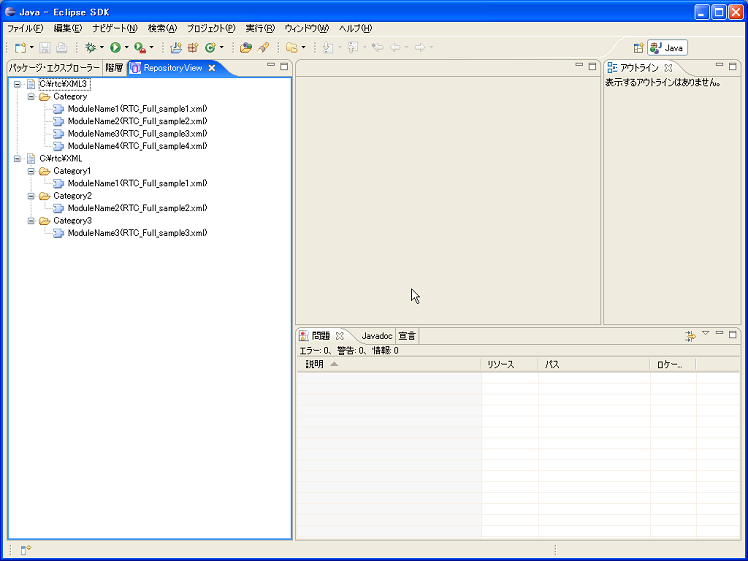 Java - Eclipse SDK
ファイル(F) 編集(E) ナビゲート(N) 検索(A) プロジェクト(P) 実行(R) ウィンドウ(W) ヘルプ(H)
Java
パッケージ・エクスプローラー 階層 RepositoryView
アウトライン
表示するアウトラインはありません。
C:¥rtc¥XML3
Category
ModuleName1(RTC_Full_sample1.xml)
ModuleName2(RTC_Full_sample2.xml)
ModuleName3(RTC_Full_sample3.xml)
ModuleName4(RTC_Full_sample4.xml)
C:¥rtc¥XML
Category1
ModuleName1(RTC_Full_sample1.xml)
Category2
ModuleName2(RTC_Full_sample2.xml)
Category3
ModuleName3(RTC_Full_sample3.xml)
問題 Javadoc 宣言
エラー: 0、警告: 0、情報: 0
説明 リソース パス ロケー...